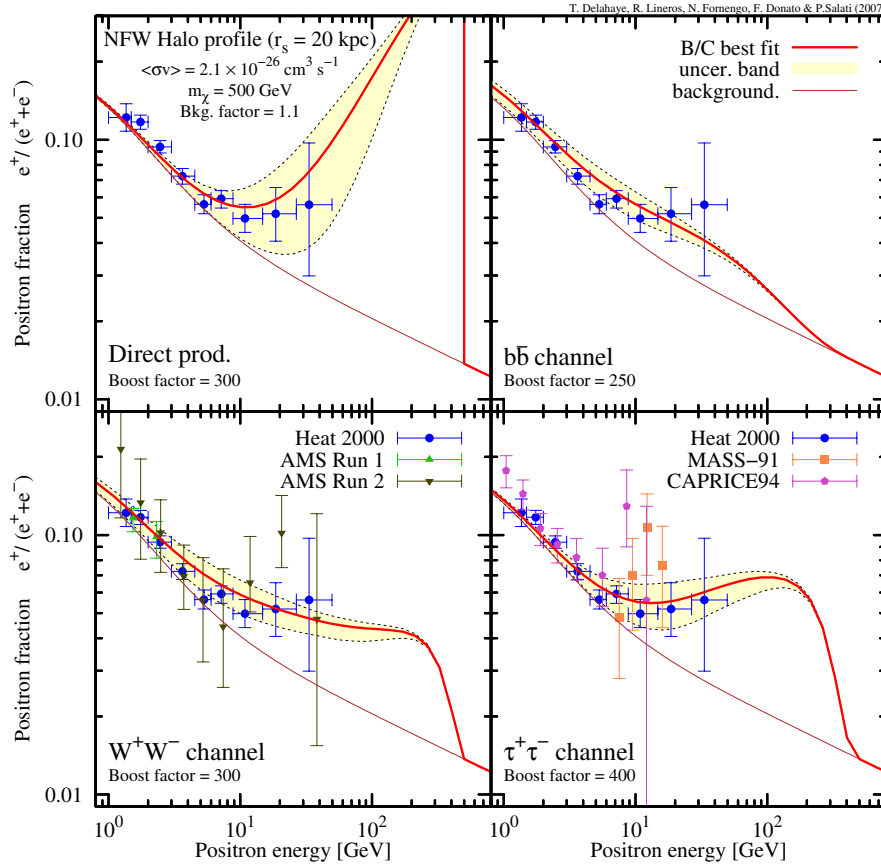 T. Delahaye, R. Lineros, N. Fornengo, F. Donato & P.Salati (2007
NFW Halo profile (r_s = 20 kpc)
<σv> = 2.1 × 10^-26 cm^3 s^-1
m_χ = 500 GeV
Bkg. factor = 1.1
Direct prod.
Boost factor = 300
B/C best fit
uncer. band
background.
bb̄ channel
Boost factor = 250
Positron fraction e^+/ (e^++e^-)
0.10
0.01
Heat 2000
AMS Run 1
AMS Run 2
W^+W^- channel
Boost factor = 300
Heat 2000
MASS-91
CAPRICE94
τ^+τ^- channel
Boost factor = 400
Positron fraction e^+/ (e^++e^-)
0.10
0.01
10^0 10^1 10^2
10^0 10^1 10^2
Positron energy [GeV]
Positron energy [GeV]